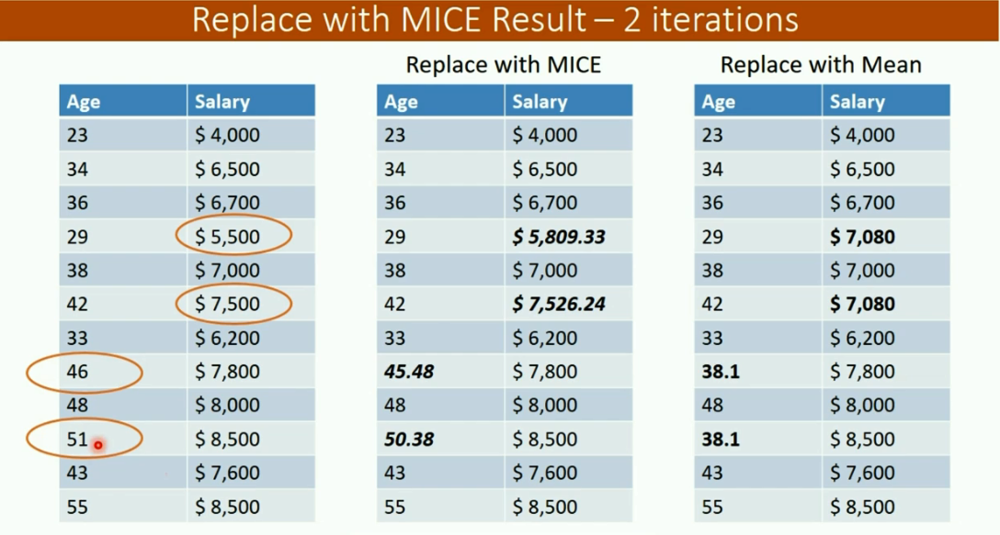 Replace with MICE Result – 2 iterations
Replace with MICE Replace with Mean
Age Salary Age Salary Age Salary
23 $ 4,000 23 $ 4,000 23 $ 4,000
34 $ 6,500 34 $ 6,500 34 $ 6,500
36 $ 6,700 36 $ 6,700 36 $ 6,700
29 $ 5,500 29 $ 5,809.33 29 $ 7,080
38 $ 7,000 38 $ 7,000 38 $ 7,000
42 $ 7,500 42 $ 7,526.24 42 $ 7,080
33 $ 6,200 33 $ 6,200 33 $ 6,200
46 $ 7,800 45.48 $ 7,800 38.1 $ 7,800
48 $ 8,000 48 $ 8,000 48 $ 8,000
51 $ 8,500 50.38 $ 8,500 38.1 $ 8,500
43 $ 7,600 43 $ 7,600 43 $ 7,600
55 $ 8,500 55 $ 8,500 55 $ 8,500